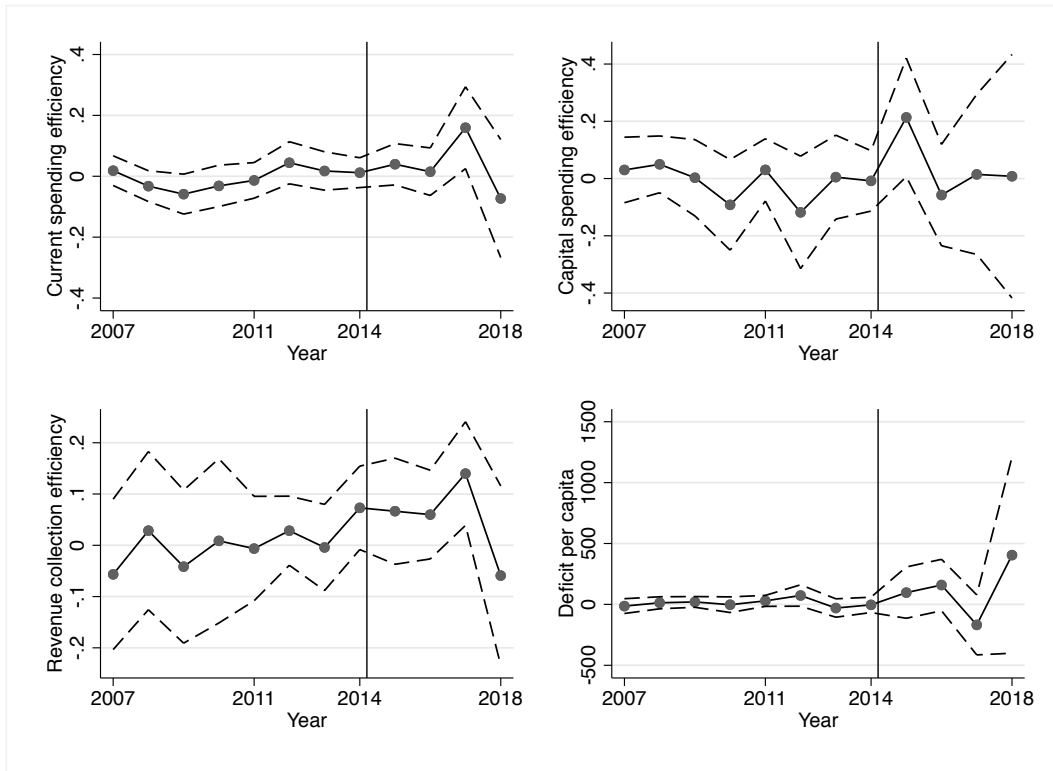 Current spending efficiency
.4
.2
0
-.2
-.4
2007 2011 2014 2018
Year
Capital spending efficiency
.4
.2
0
-.2
-.4
2007 2011 2014 2018
Year
Revenue collection efficiency
.2
.1
0
-.1
-.2
2007 2011 2014 2018
Year
Deficit per capita
1500
1000
500
0
-500
2007 2011 2014 2018
Year